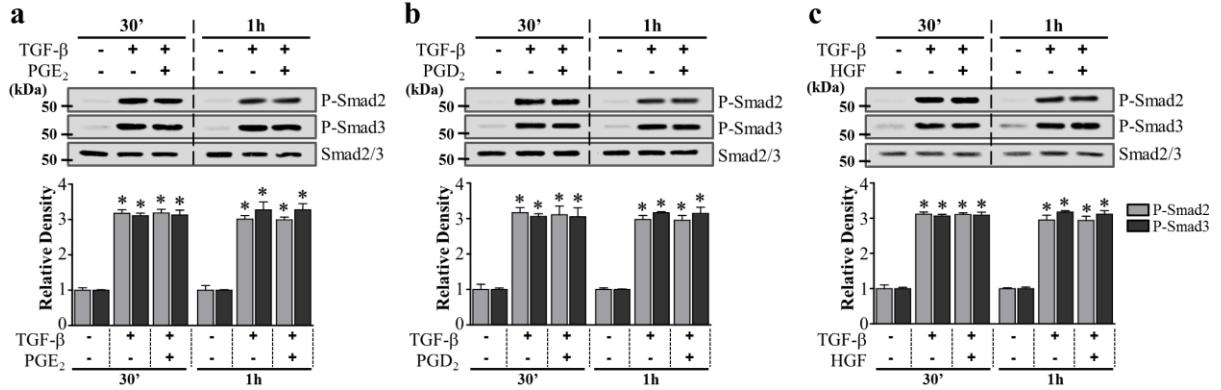 a
30’ 1h
TGF-β - + + - + +
PGE₂ - - + - - +
(kDa)
50 P-Smad2
50 P-Smad3
50 Smad2/3
Relative Density
4
3
2
1
0
* * * * * * * *
TGF-β - + + - + +
PGE₂ - - + - - +
30’ 1h
b
30’ 1h
TGF-β - + + - + +
PGD₂ - - + - - +
(kDa)
50 P-Smad2
50 P-Smad3
50 Smad2/3
Relative Density
4
3
2
1
0
* * * * * * * *
TGF-β - + + - + +
PGD₂ - - + - - +
30’ 1h
c
30’ 1h
TGF-β - + + - + +
HGF - - + - - +
(kDa)
50 P-Smad2
50 P-Smad3
50 Smad2/3
Relative Density
4
3
2
1
0
* * * * * * * *
P-Smad2
P-Smad3
TGF-β - + + - + +
HGF - - + - - +
30’ 1h